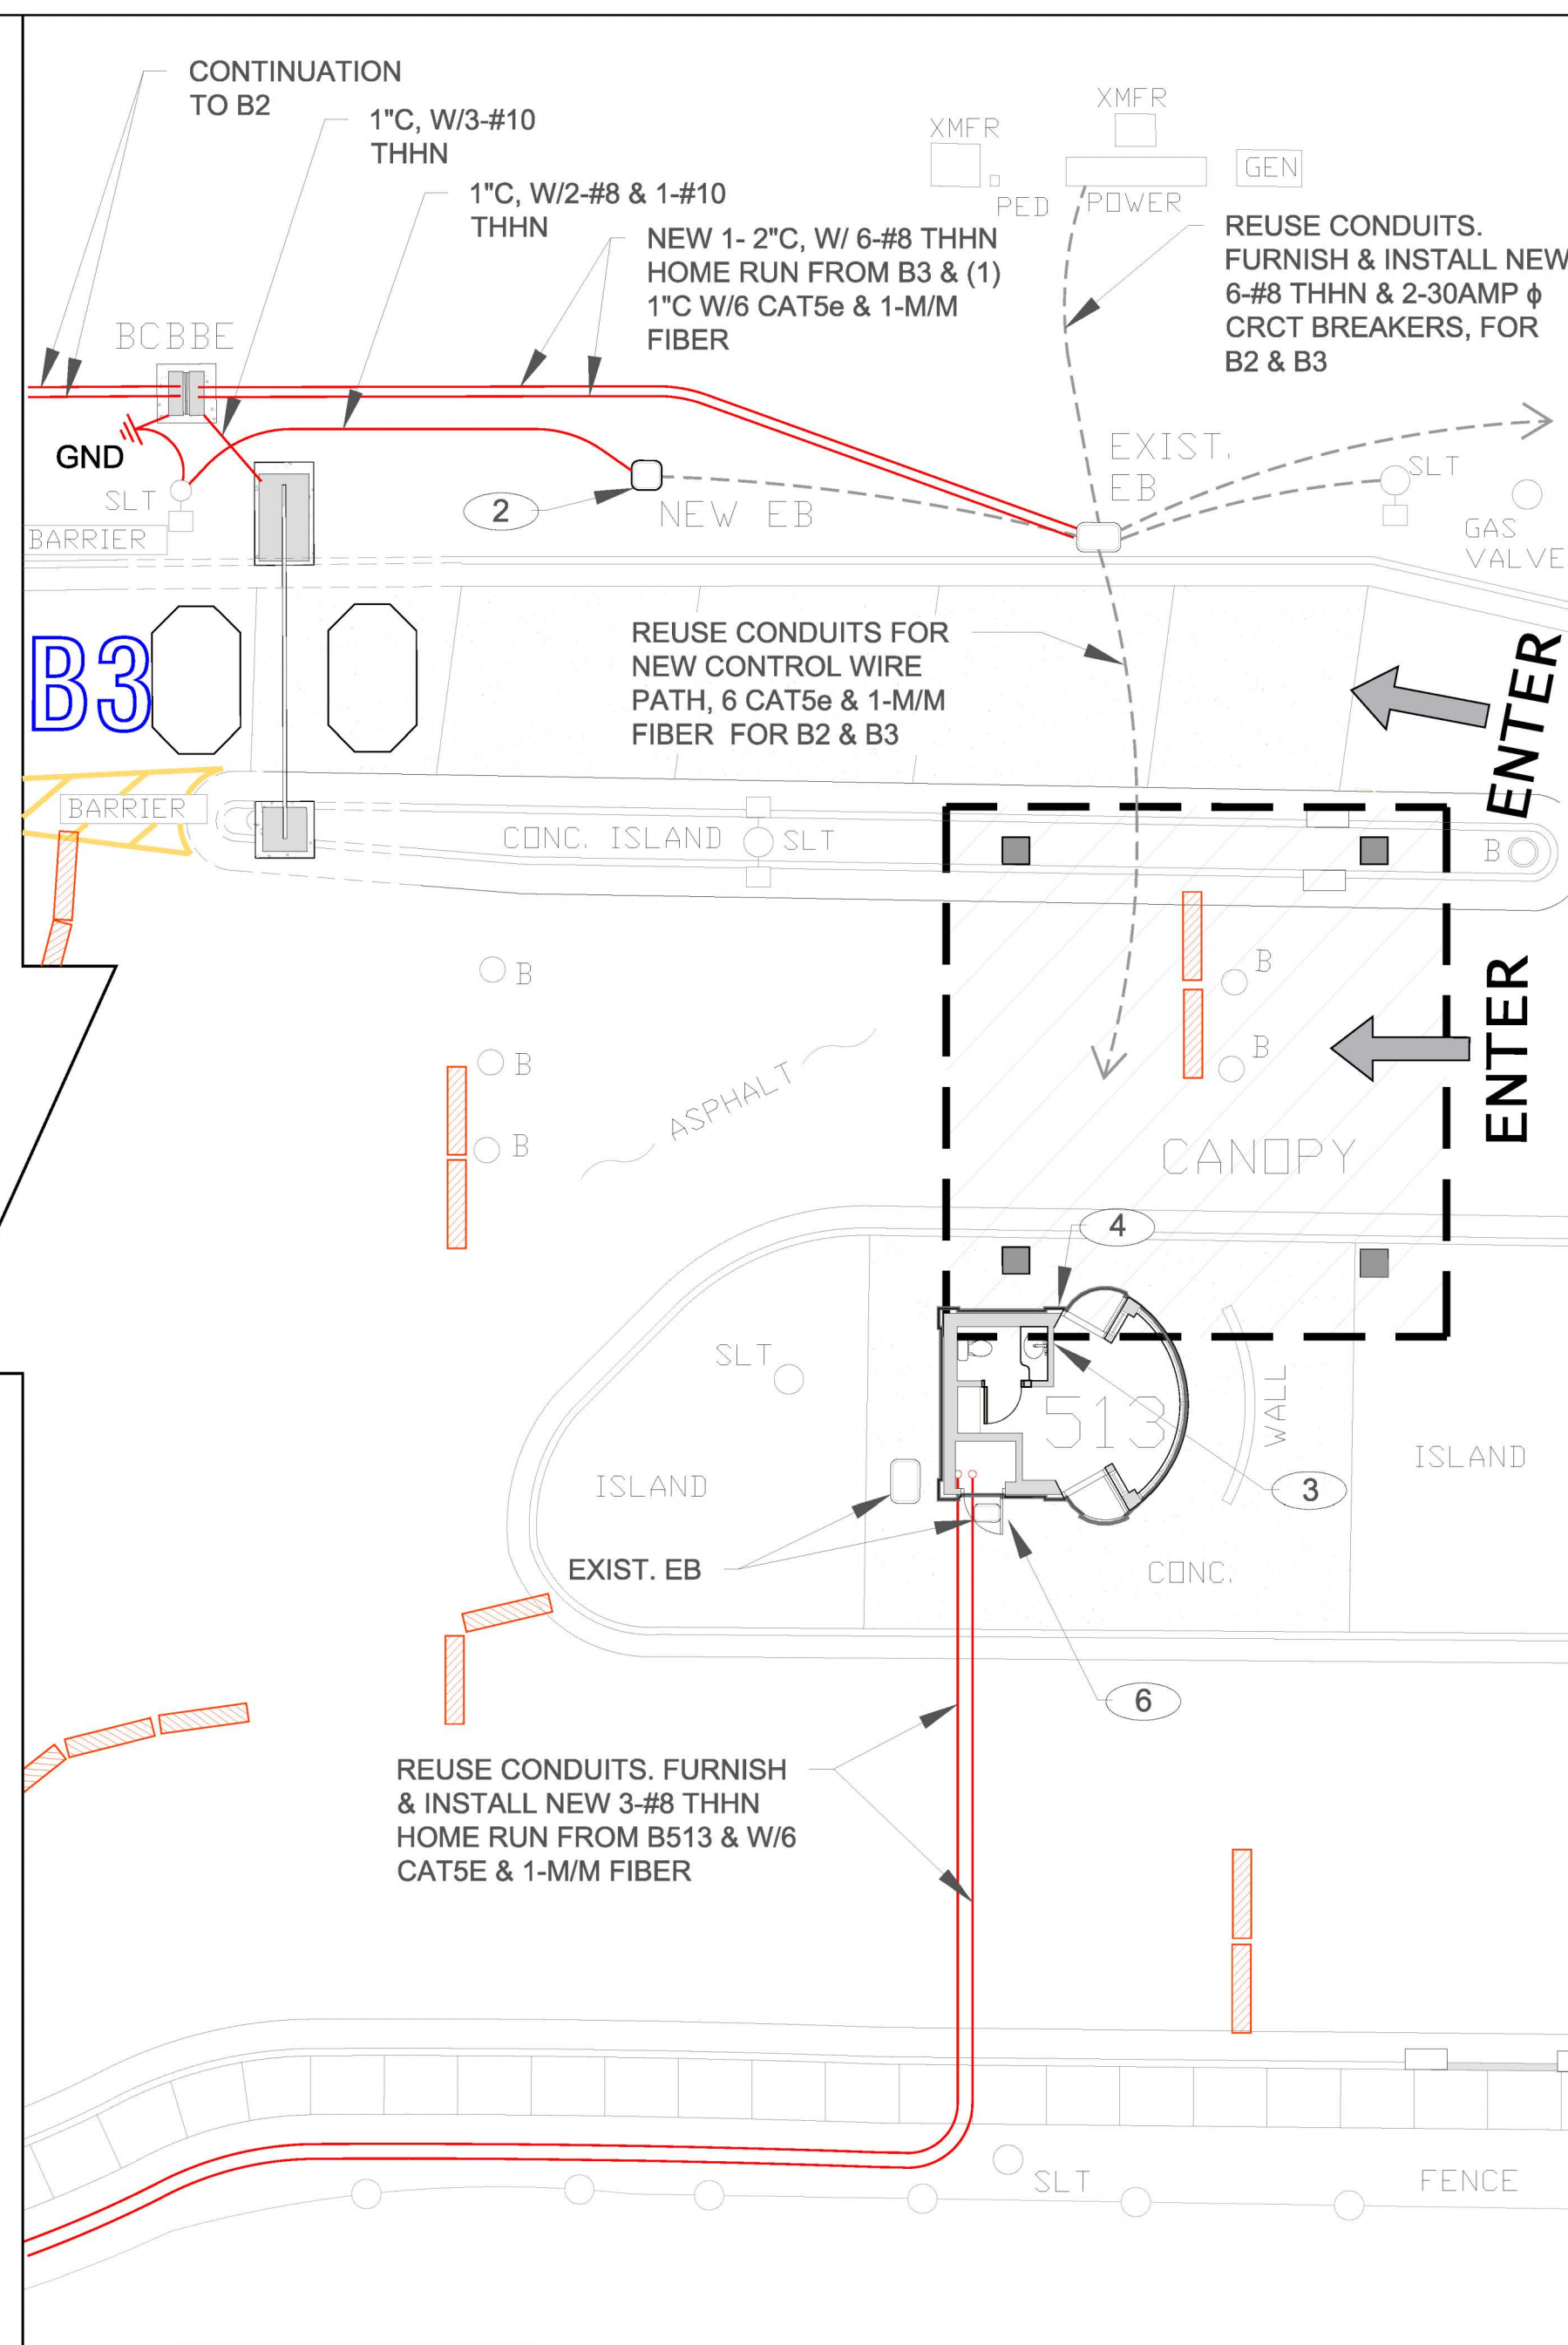 CONTINUATION
TO B2
1"C, W/3-#10
THHN
1"C, W/2-#8 & 1-#10
THHN
NEW 1- 2"C, W/ 6-#8 THHN
HOME RUN FROM B3 & (1)
1"C W/6 CAT5e & 1-M/M
FIBER
XMFR
XMFR
PED
POWER
GEN
REUSE CONDUITS.
FURNISH & INSTALL NEW
6-#8 THHN & 2-30AMP ϕ
CRCT BREAKERS, FOR
B2 & B3
BCBBE
GND
SLT
BARRIER
2
NEW EB
EXIST.
EB
SLT
GAS
VALVE
B3
REUSE CONDUITS FOR
NEW CONTROL WIRE
PATH, 6 CAT5e & 1-M/M
FIBER FOR B2 & B3
ENTER
BARRIER
CONC. ISLAND
SLT
B
B
B
B
B
B
ENTER
ASPHALT
CANOPY
4
SLT
513
WALL
ISLAND
ISLAND
3
EXIST. EB
CONC.
6
REUSE CONDUITS. FURNISH
& INSTALL NEW 3-#8 THHN
HOME RUN FROM B513 & W/6
CAT5E & 1-M/M FIBER
SLT
FENCE